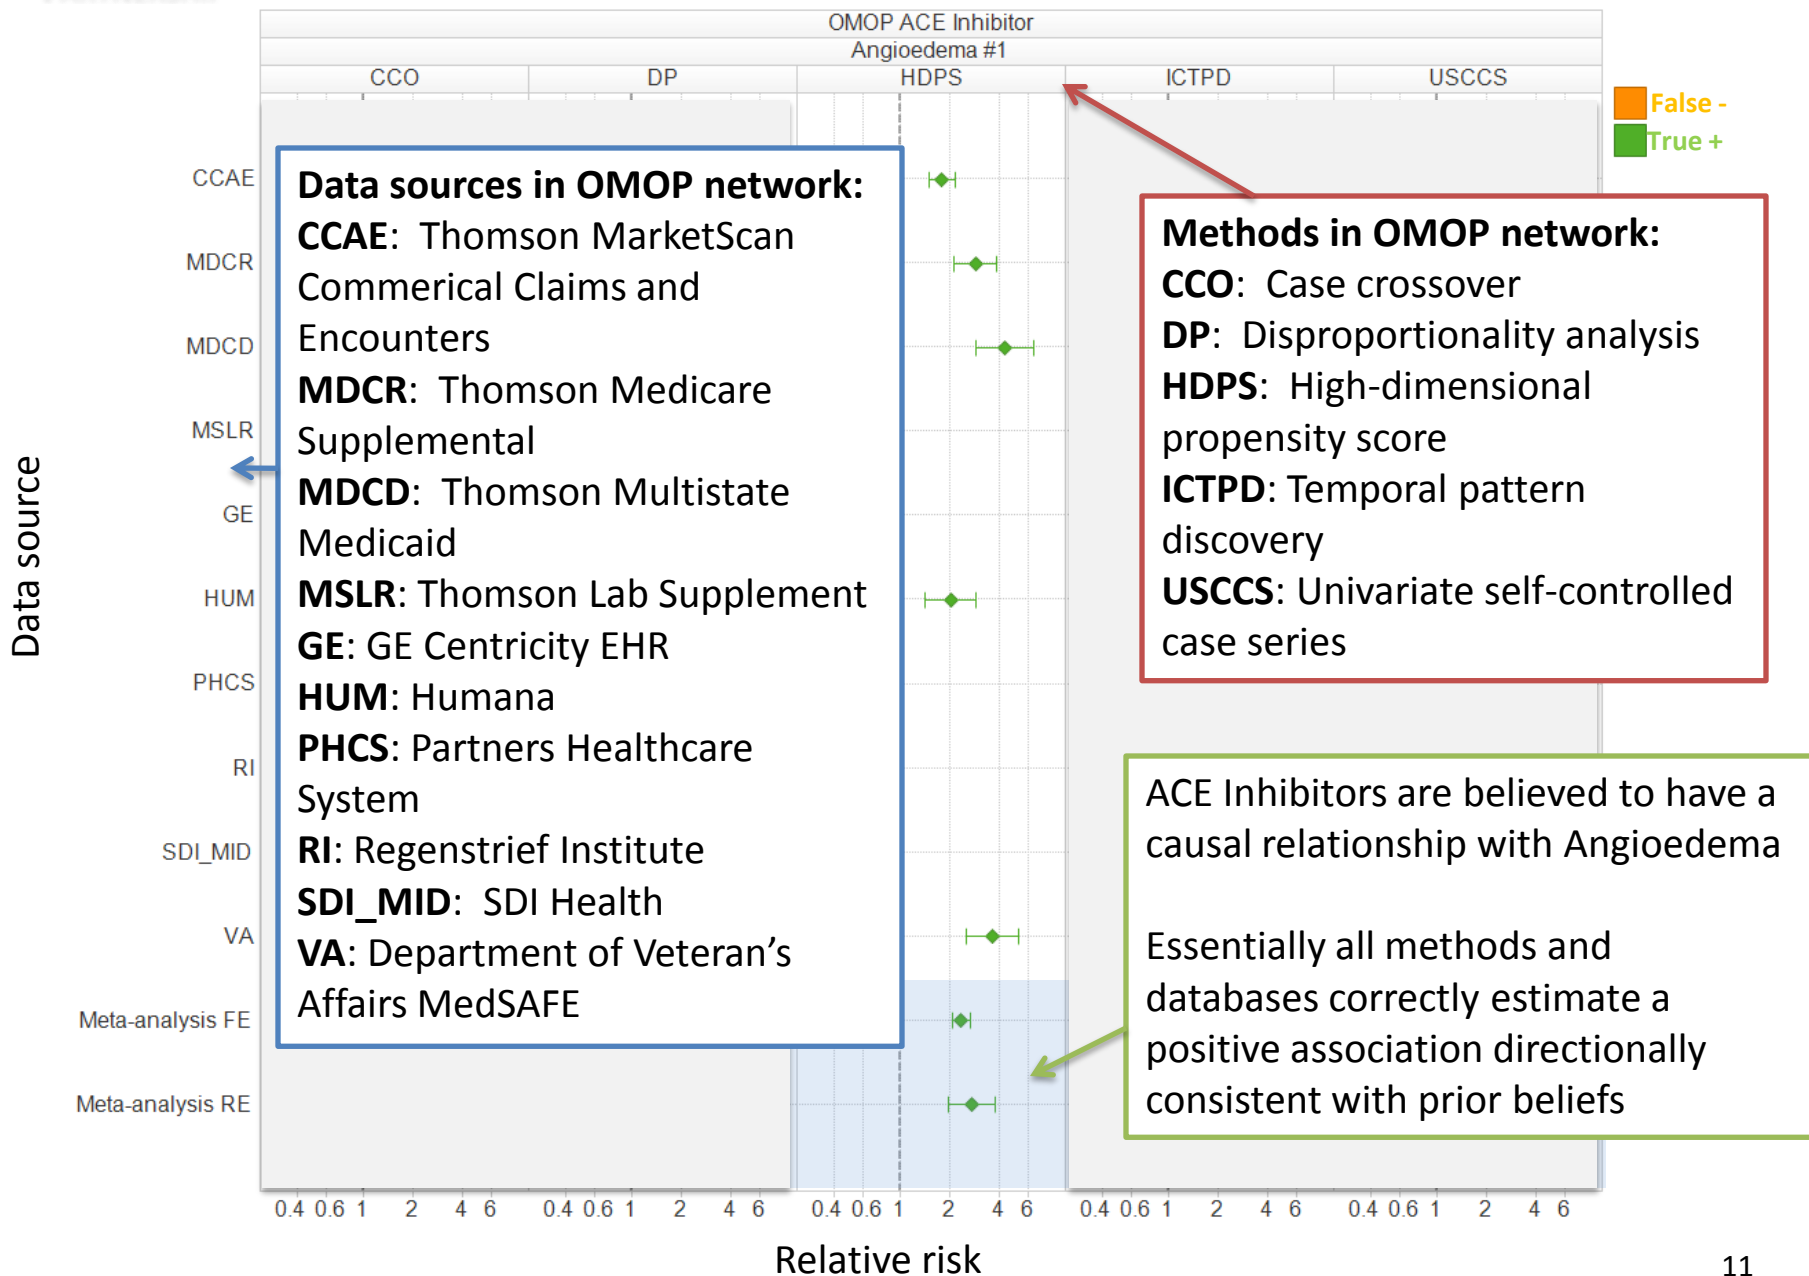 OMOP ACE Inhibitor
Angioedema #1
CCO
DP
HDPS
ICTPD
USCCS
False -
True +
Data source
CCAE
MDCR
MDCD
MSLR
GE
HUM
PHCS
RI
SDI_MID
VA
Meta-analysis FE
Meta-analysis RE
Data sources in OMOP network:
CCAE: Thomson MarketScan
Commerical Claims and
Encounters
MDCR: Thomson Medicare
Supplemental
MDCD: Thomson Multistate
Medicaid
MSLR: Thomson Lab Supplement
GE: GE Centricity EHR
HUM: Humana
PHCS: Partners Healthcare
System
RI: Regenstrief Institute
SDI_MID: SDI Health
VA: Department of Veteran's
Affairs MedSAFE
Methods in OMOP network:
CCO: Case crossover
DP: Disproportionality analysis
HDPS: High-dimensional
propensity score
ICTPD: Temporal pattern
discovery
USCCS: Univariate self-controlled
case series
ACE Inhibitors are believed to have a
causal relationship with Angioedema
Essentially all methods and
databases correctly estimate a
positive association directionally
consistent with prior beliefs
0.4 0.6 1 2 4 6 0.4 0.6 1 2 4 6 0.4 0.6 1 2 4 6 0.4 0.6 1 2 4 6 0.4 0.6 1 2 4 6
Relative risk
11